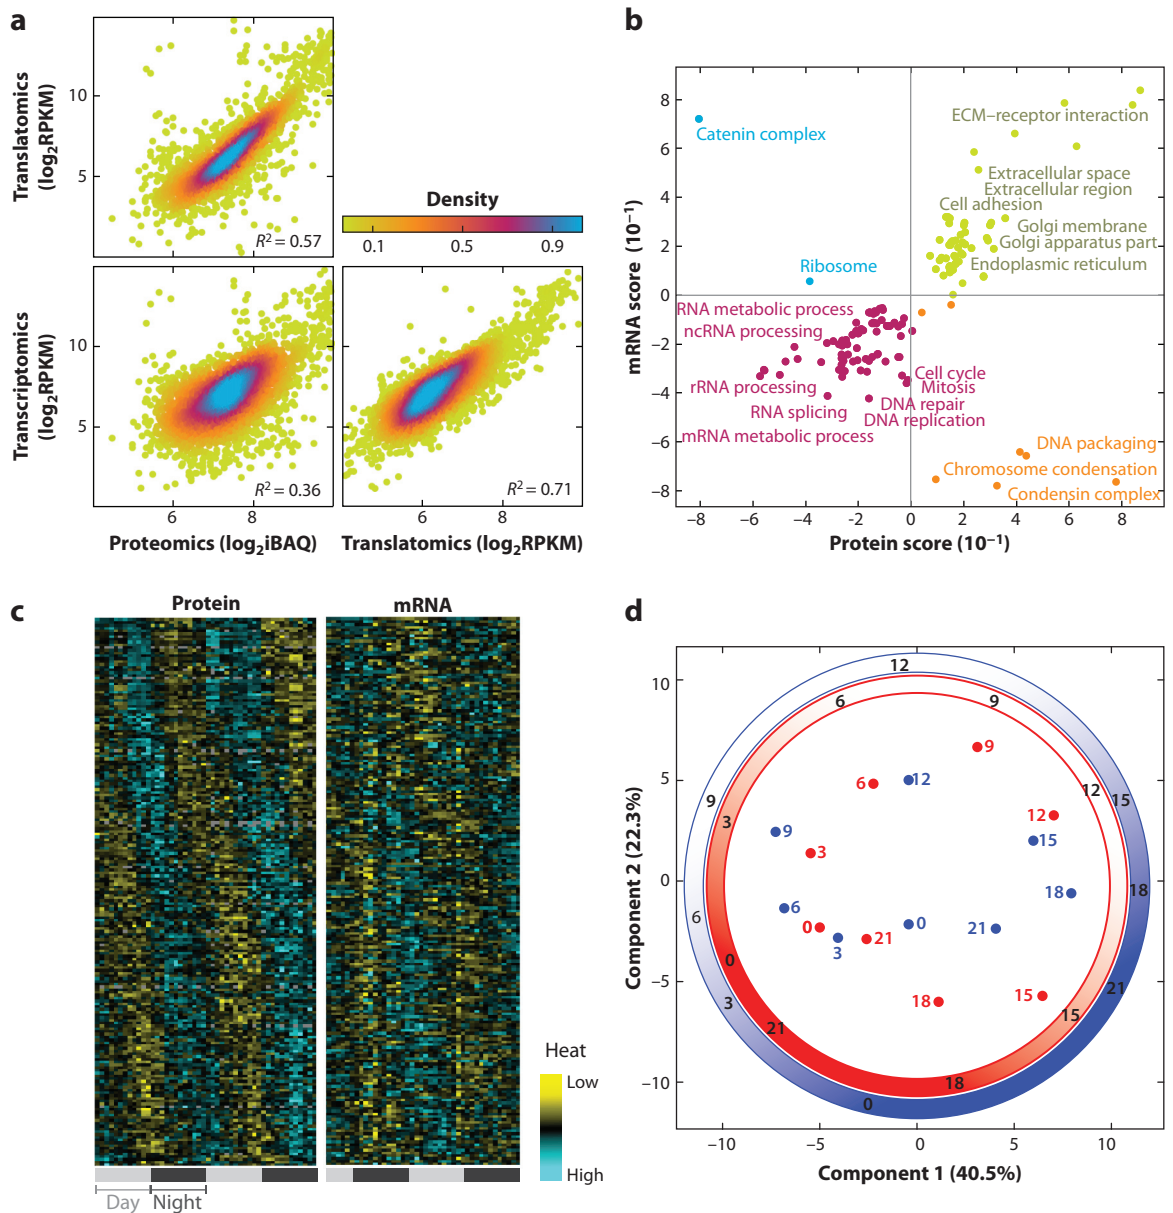 a
Translatomics
(log2RPKM)
10
5
R2 = 0.57
Density
0.1
0.5
0.9
Transcriptomics
(log2RPKM)
10
5
R2 = 0.36
R2 = 0.71
6
8
6
8
Proteomics (log2iBAQ)
Translatomics (log2RPKM)
b
mRNA score (10−1)
8
6
4
2
0
−2
−4
−6
−8
Catenin complex
Ribosome
ECM–receptor interaction
Extracellular space
Extracellular region
Cell adhesion
Golgi membrane
Golgi apparatus part
Endoplasmic reticulum
RNA metabolic process
ncRNA processing
rRNA processing
RNA splicing
mRNA metabolic process
Cell cycle
Mitosis
DNA repair
DNA replication
DNA packaging
Chromosome condensation
Condensin complex
−8
−6
−4
−2
0
2
4
6
8
Protein score (10−1)
c
Protein
mRNA
Heat
Low
High
Day
Night
d
Component 2 (22.3%)
10
5
0
−5
−10
12
6
9
9
3
12
15
18
6
0
3
21
21
15
18
0
9
6
12
12
15
9
3
18
6
0
3
21
0
21
18
15
−10
−5
0
5
10
Component 1 (40.5%)